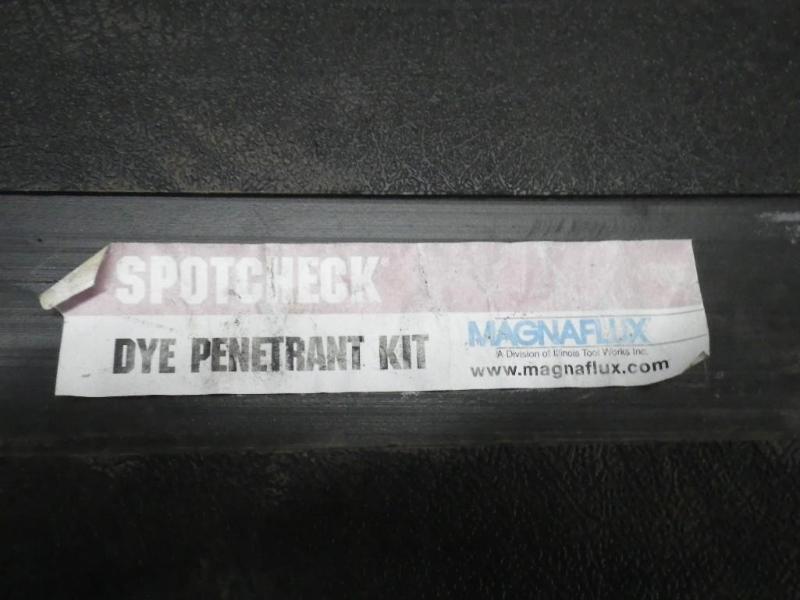 SPOTCHECK
DYE PENETRANT KIT
MAGNAFLUX
A Division of Illinois Tool Works Inc.
www.magnaflux.com